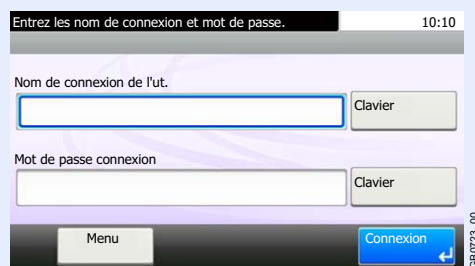 Entrez les nom de connexion et mot de passe. 10:10
Nom de connexion de l'ut.
Clavier
Mot de passe connexion
Clavier
Menu
Connexion